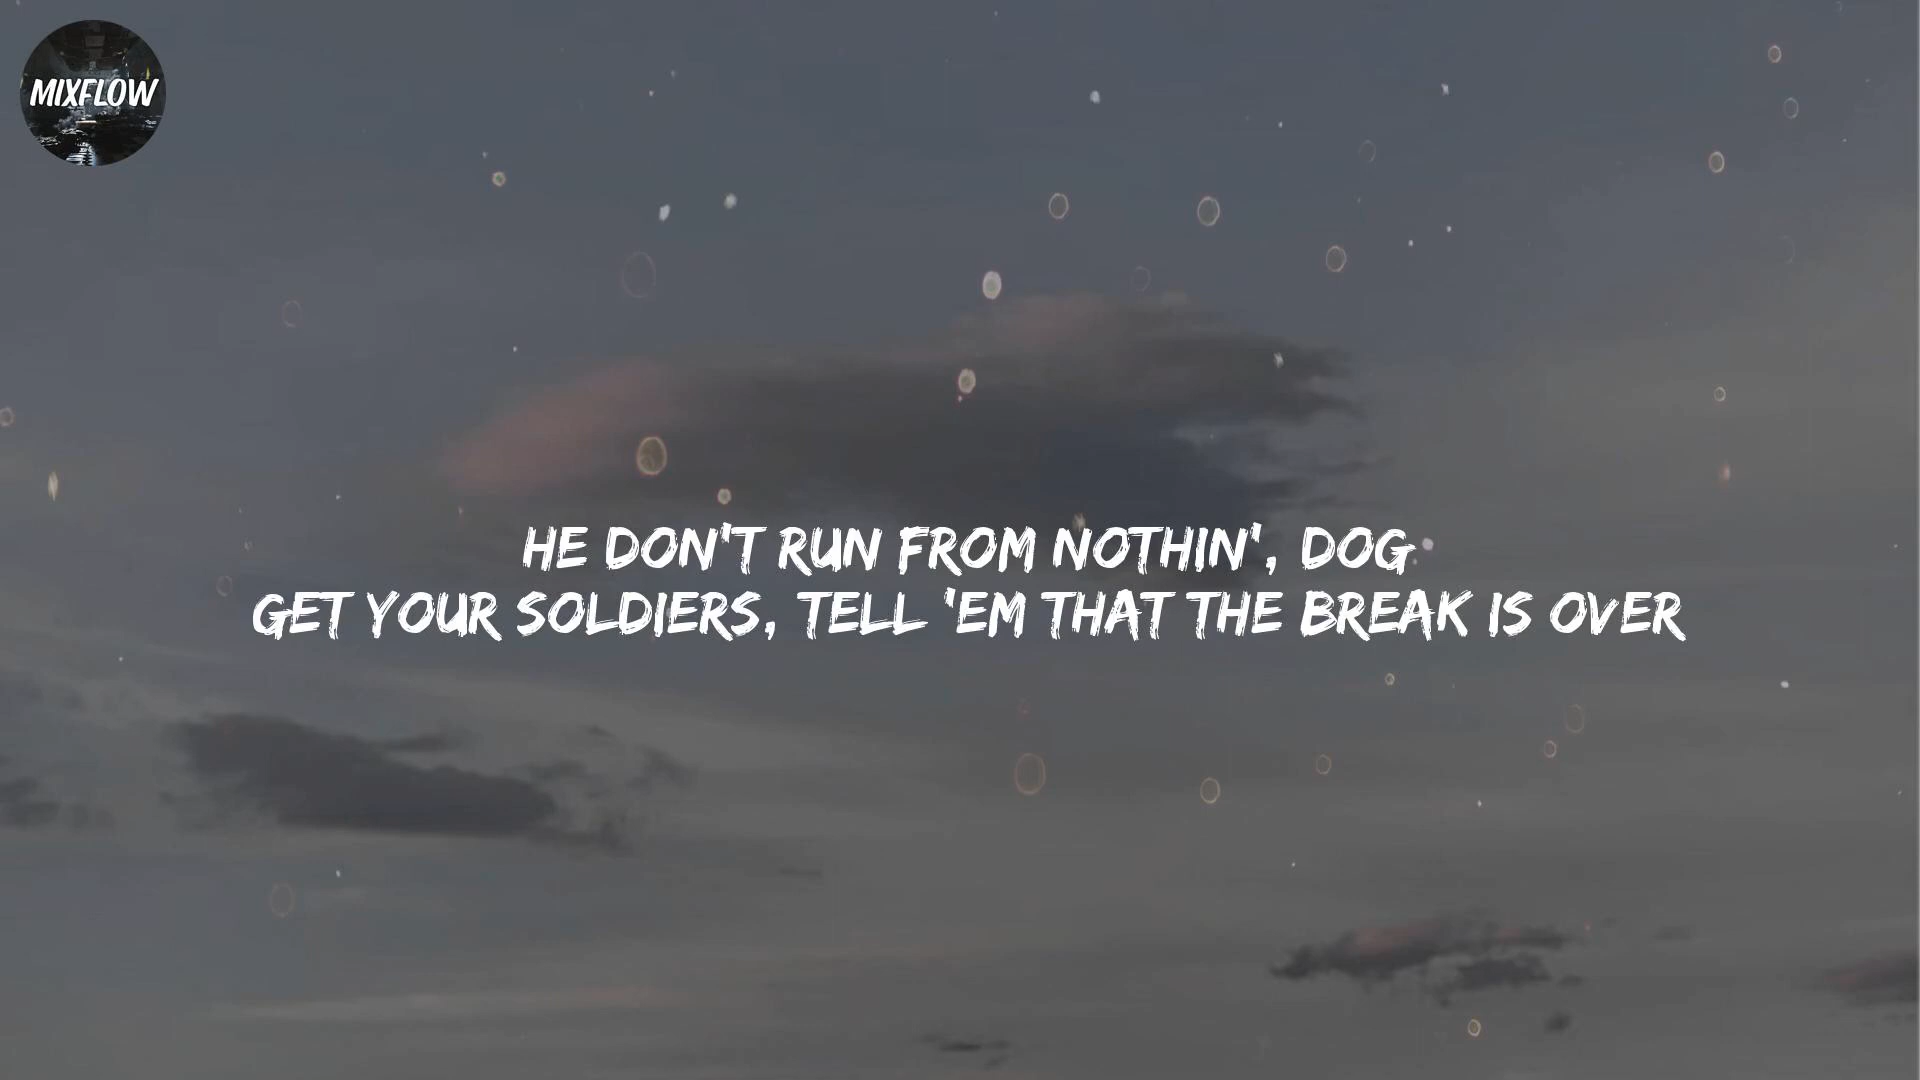 MIXFLOW
HE DON'T RUN FROM NOTHIN', DOG
GET YOUR SOLDIERS, TELL 'EM THAT THE BREAK IS OVER